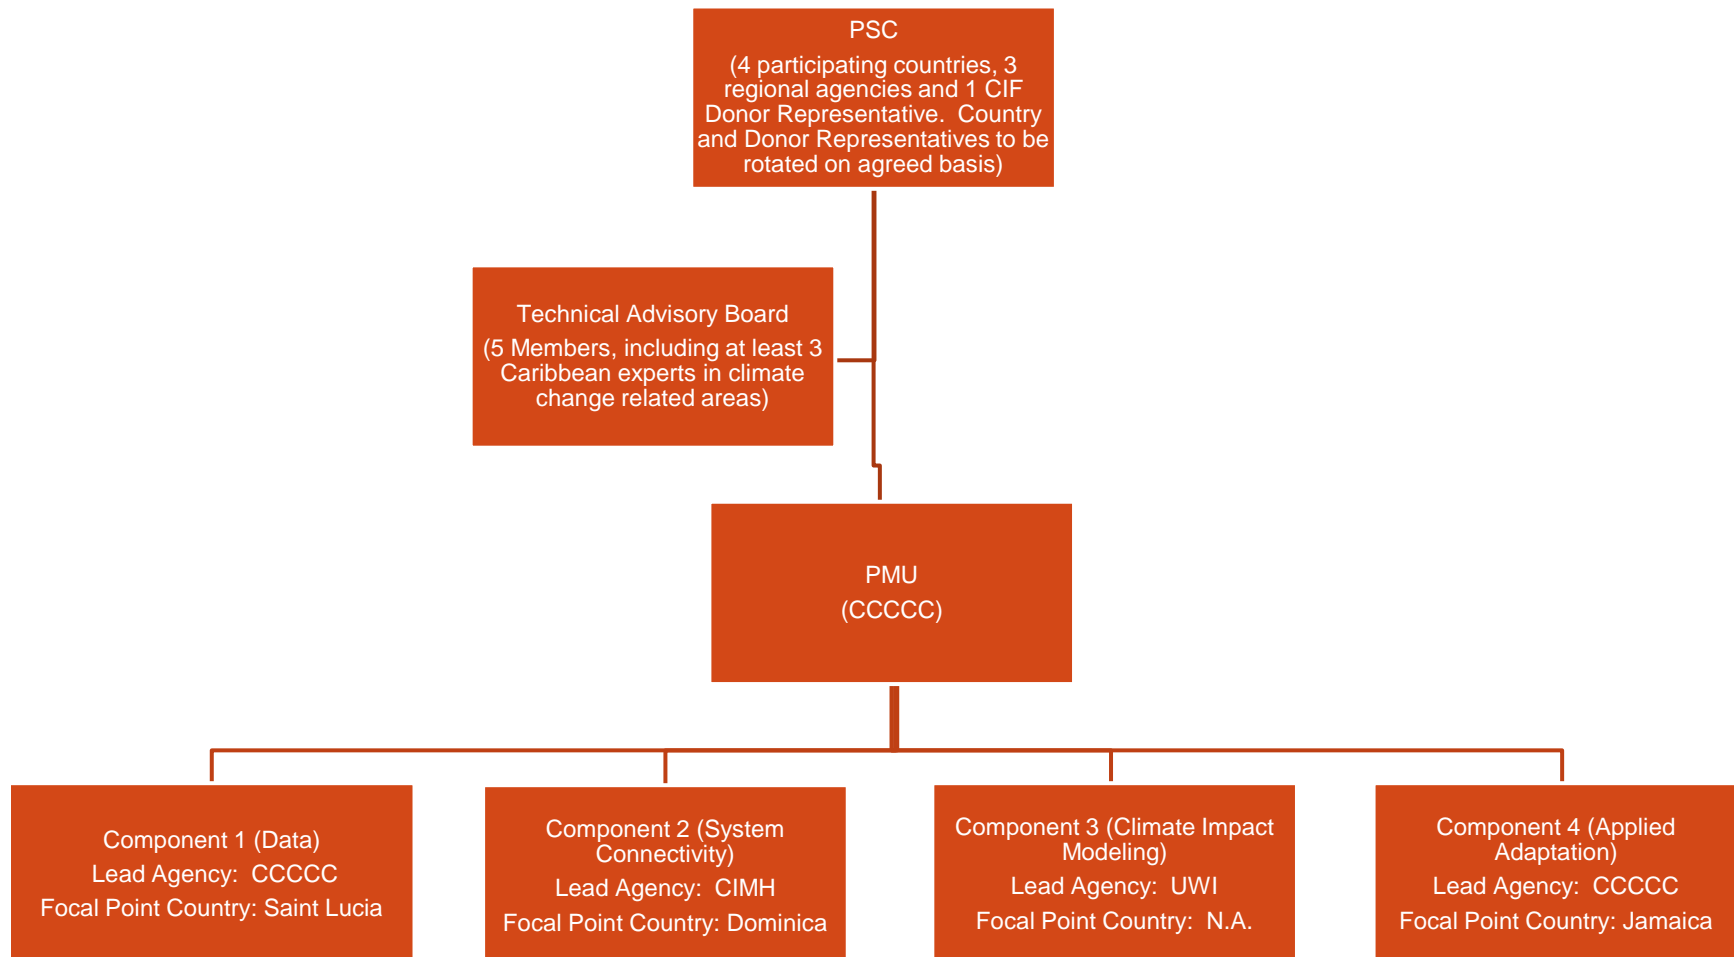 PSC
(4 participating countries, 3
regional agencies and 1 CIF
Donor Representative.  Country
and Donor Representatives to be
rotated on agreed basis)
Technical Advisory Board
(5 Members, including at least 3
Caribbean experts in climate
change related areas)
PMU
(CCCCC)
Component 1 (Data)
Lead Agency:  CCCCC
Focal Point Country: Saint Lucia
Component 2 (System
Connectivity)
Lead Agency:  CIMH
Focal Point Country: Dominica
Component 3 (Climate Impact
Modeling)
Lead Agency:  UWI
Focal Point Country:  N.A.
Component 4 (Applied
Adaptation)
Lead Agency:  CCCCC
Focal Point Country: Jamaica